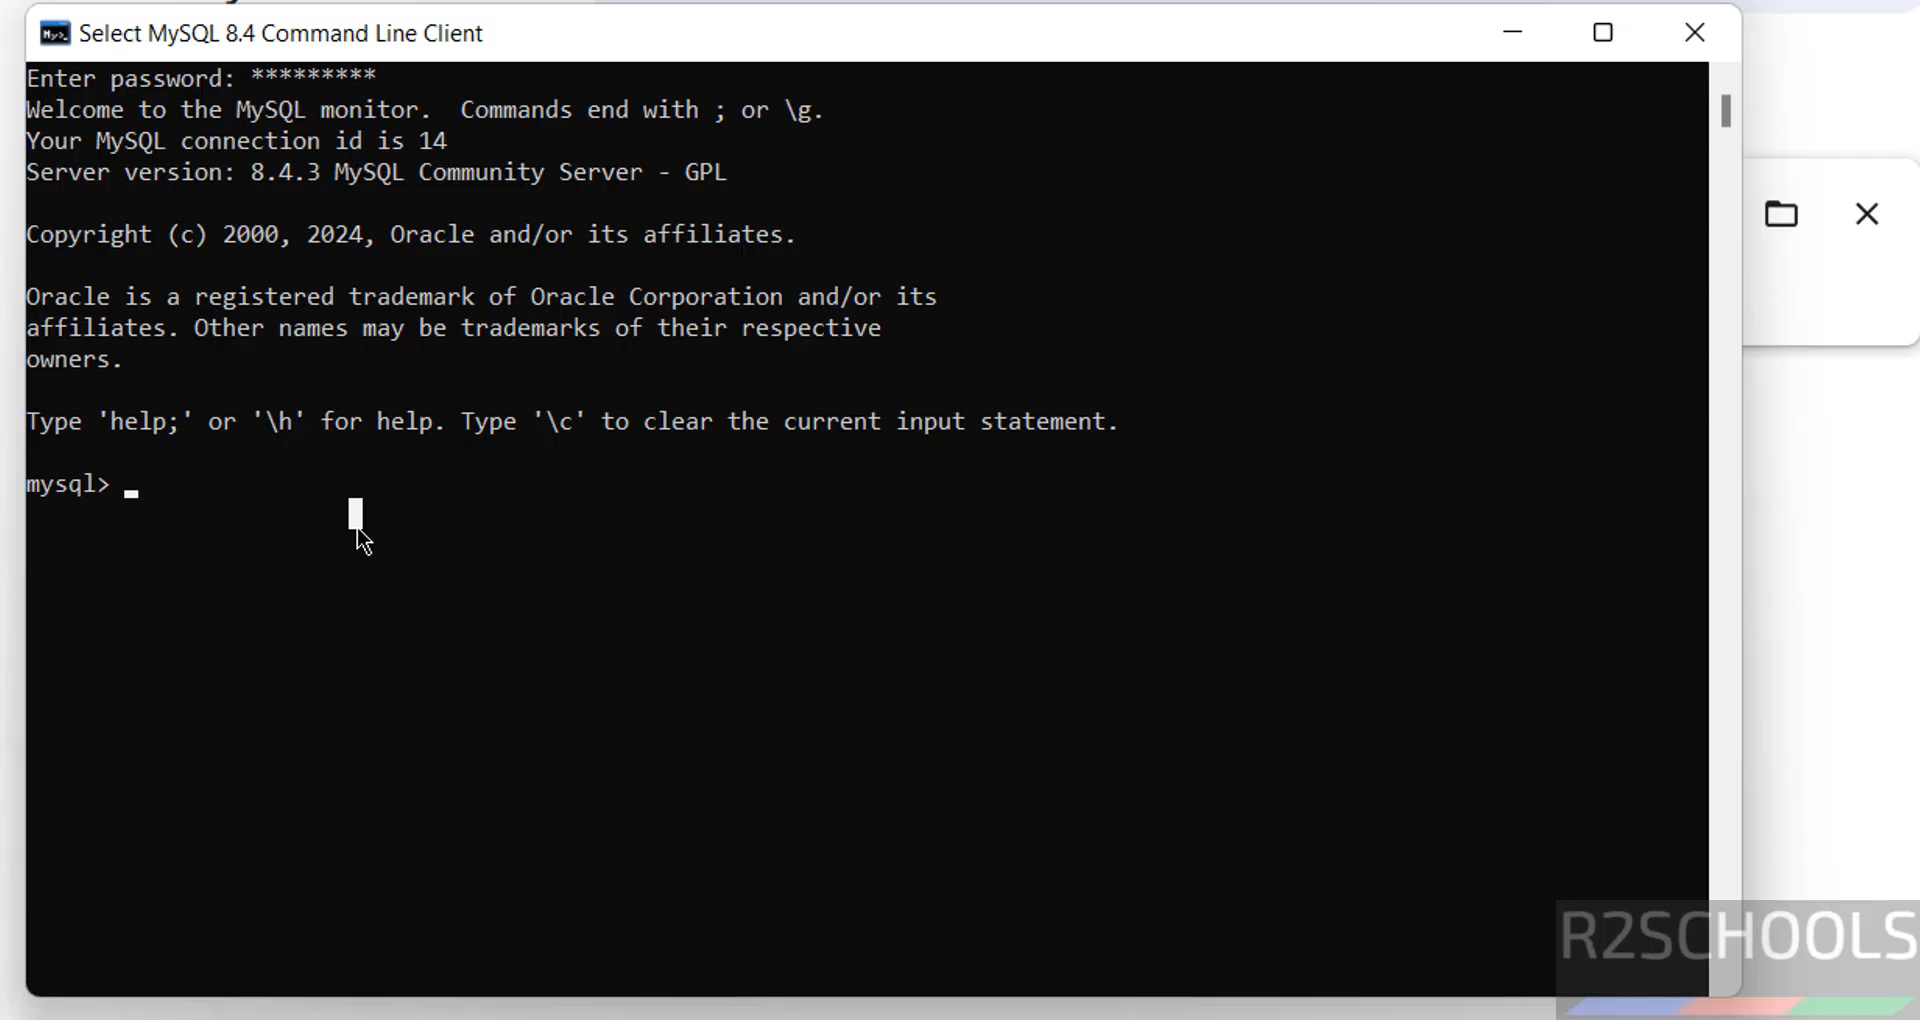 Select MySQL 8.4 Command Line Client
Enter password: *********
Welcome to the MySQL monitor.  Commands end with ; or \g.
Your MySQL connection id is 14
Server version: 8.4.3 MySQL Community Server - GPL
Copyright (c) 2000, 2024, Oracle and/or its affiliates.
Oracle is a registered trademark of Oracle Corporation and/or its
affiliates. Other names may be trademarks of their respective
owners.
Type 'help;' or '\h' for help. Type '\c' to clear the current input statement.
mysql>
R2SCHOOLS